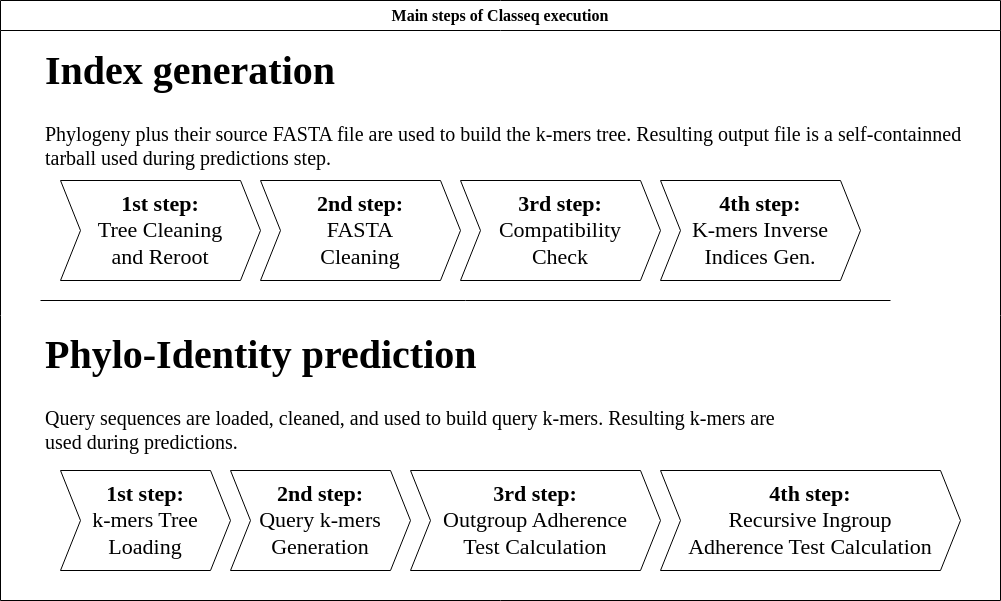 Main steps of Classeq execution
Index generation
Phylogeny plus their source FASTA file are used to build the k-mers tree. Resulting output file is a self-containned
tarball used during predictions step.
1st step:
Tree Cleaning
and Reroot
2nd step:
FASTA
Cleaning
3rd step:
Compatibility
Check
4th step:
K-mers Inverse
Indices Gen.
Phylo-Identity prediction
Query sequences are loaded, cleaned, and used to build query k-mers. Resulting k-mers are
used during predictions.
1st step:
k-mers Tree
Loading
2nd step:
Query k-mers
Generation
3rd step:
Outgroup Adherence
Test Calculation
4th step:
Recursive Ingroup
Adherence Test Calculation